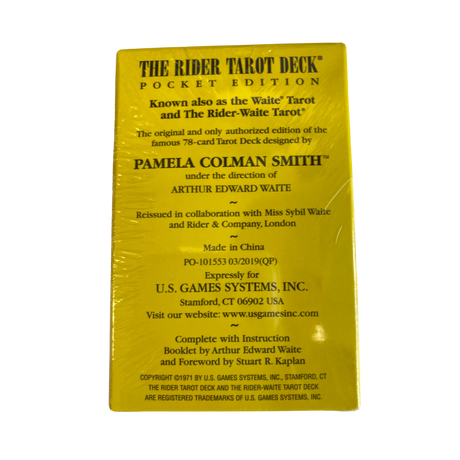 THE RIDER TAROT DECK®
POCKET EDITION
Known also as the Waite® Tarot
and The Rider-Waite Tarot®
The original and only authorized edition of the
famous 78-card Tarot Deck designed by
PAMELA COLMAN SMITH™
under the direction of
ARTHUR EDWARD WAITE
~
Reissued in collaboration with Miss Sybil Waite
and Rider & Company, London
~
Made in China
PO-101553 03/2019(QP)
Expressly for
U.S. GAMES SYSTEMS, INC.
Stamford, CT 06902 USA
Visit our website: www.usgamesinc.com
~
Complete with Instruction
Booklet by Arthur Edward Waite
and Foreword by Stuart R. Kaplan
COPYRIGHT ©1971 BY U.S. GAMES SYSTEMS, INC., STAMFORD, CT
THE RIDER TAROT DECK AND THE RIDER-WAITE TAROT DECK
ARE REGISTERED TRADEMARKS OF U.S. GAMES SYSTEMS, INC.